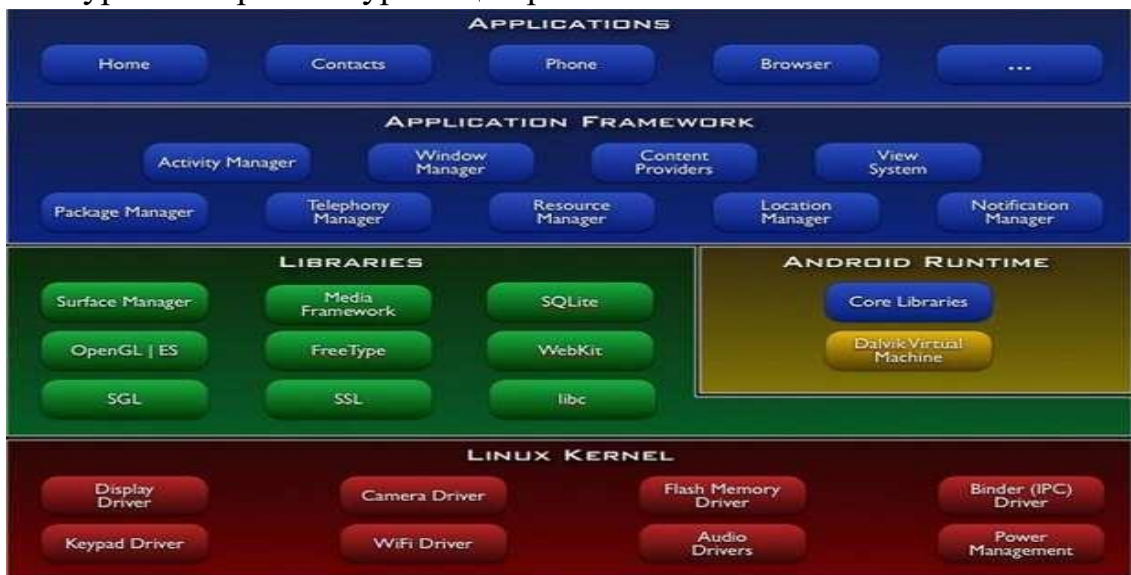 APPLICATIONS
Home
Contacts
Phone
Browser
...
APPLICATION FRAMEWORK
Activity Manager
Window
Manager
Content
Providers
View
System
Package Manager
Telephony
Manager
Resource
Manager
Location
Manager
Notification
Manager
LIBRARIES
Surface Manager
Media
Framework
SQLite
OpenGL | ES
FreeType
WebKit
SGL
SSL
libc
ANDROID RUNTIME
Core Libraries
Dalvik Virtual
Machine
LINUX KERNEL
Display
Driver
Camera Driver
Flash Memory
Driver
Binder (IPC)
Driver
Keypad Driver
WiFi Driver
Audio
Drivers
Power
Management